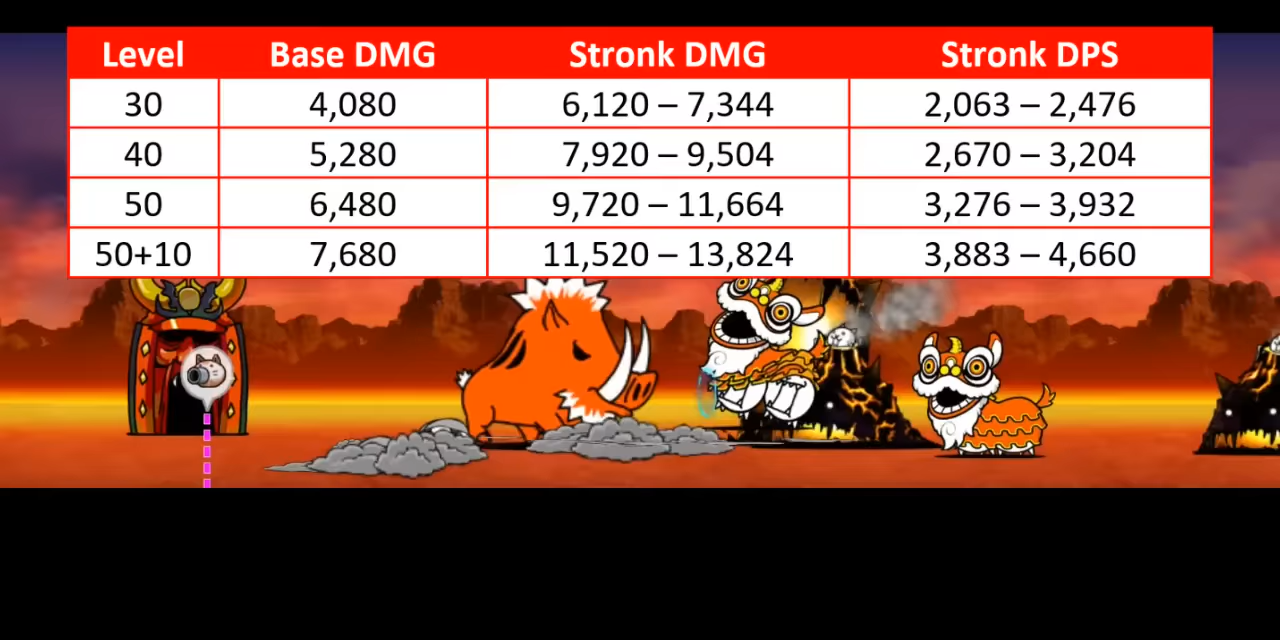 Level Base DMG Stronk DMG Stronk DPS
30 4,080 6,120 – 7,344 2,063 – 2,476
40 5,280 7,920 – 9,504 2,670 – 3,204
50 6,480 9,720 – 11,664 3,276 – 3,932
50+10 7,680 11,520 – 13,824 3,883 – 4,660